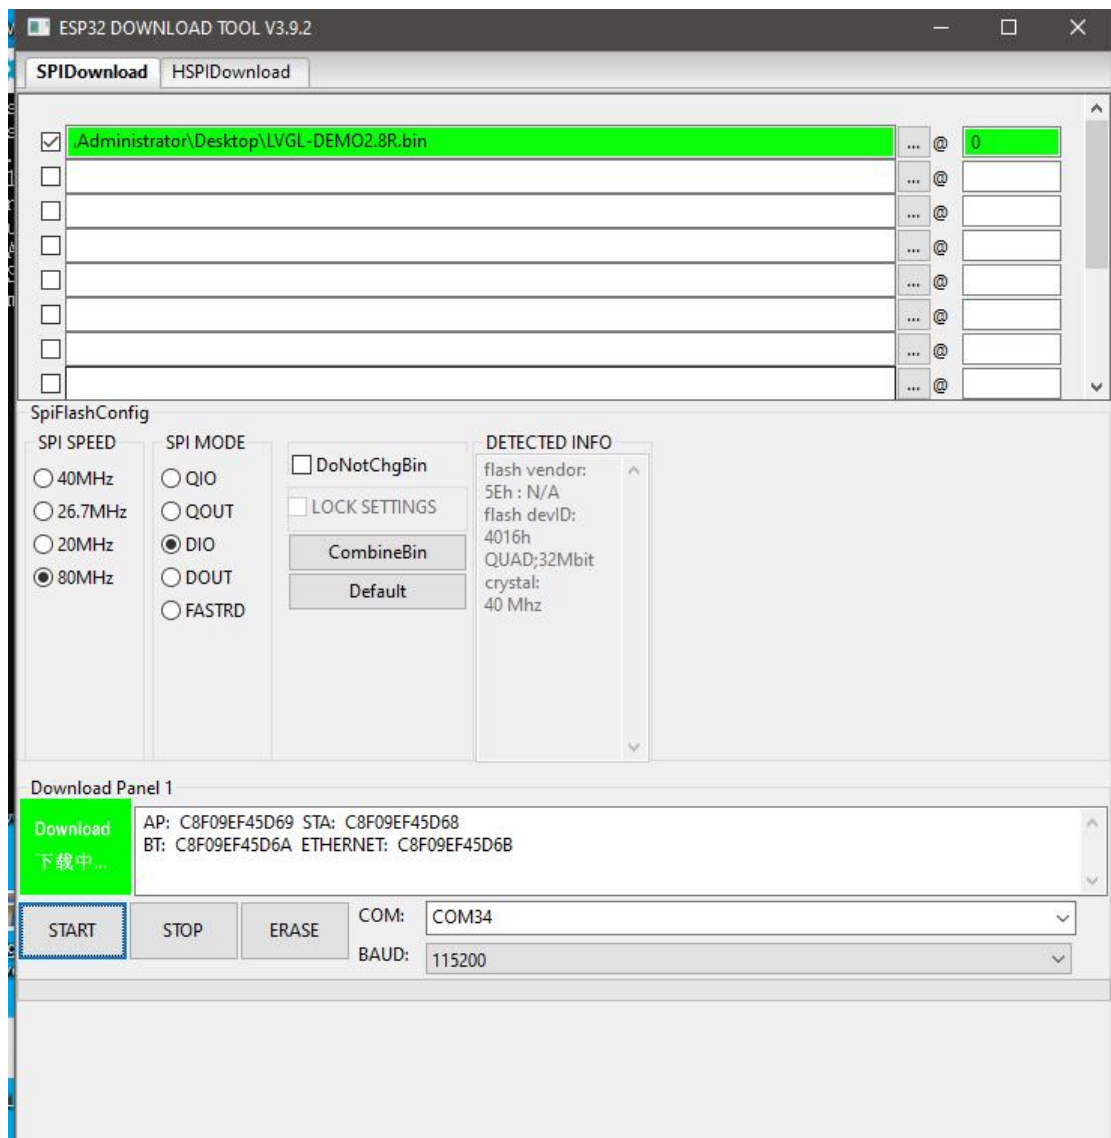 ESP32 DOWNLOAD TOOL V3.9.2
SPIDownload HSPIDownload
Administrator\Desktop\LVGL-DEMO2.8R.bin ... @ 0
... @
... @
... @
... @
... @
... @
... @
SpiFlashConfig
SPI SPEED
40MHz
26.7MHz
20MHz
80MHz
SPI MODE
QIO
QOUT
DIO
DOUT
FASTRD
DoNotChgBin
LOCK SETTINGS
CombineBin
Default
DETECTED INFO
flash vendor:
5Eh : N/A
flash devID:
4016h
QUAD;32Mbit
crystal:
40 Mhz
Download Panel 1
Download
下载中...
AP: C8F09EF45D69 STA: C8F09EF45D68
BT: C8F09EF45D6A ETHERNET: C8F09EF45D6B
START STOP ERASE
COM: COM34
BAUD: 115200